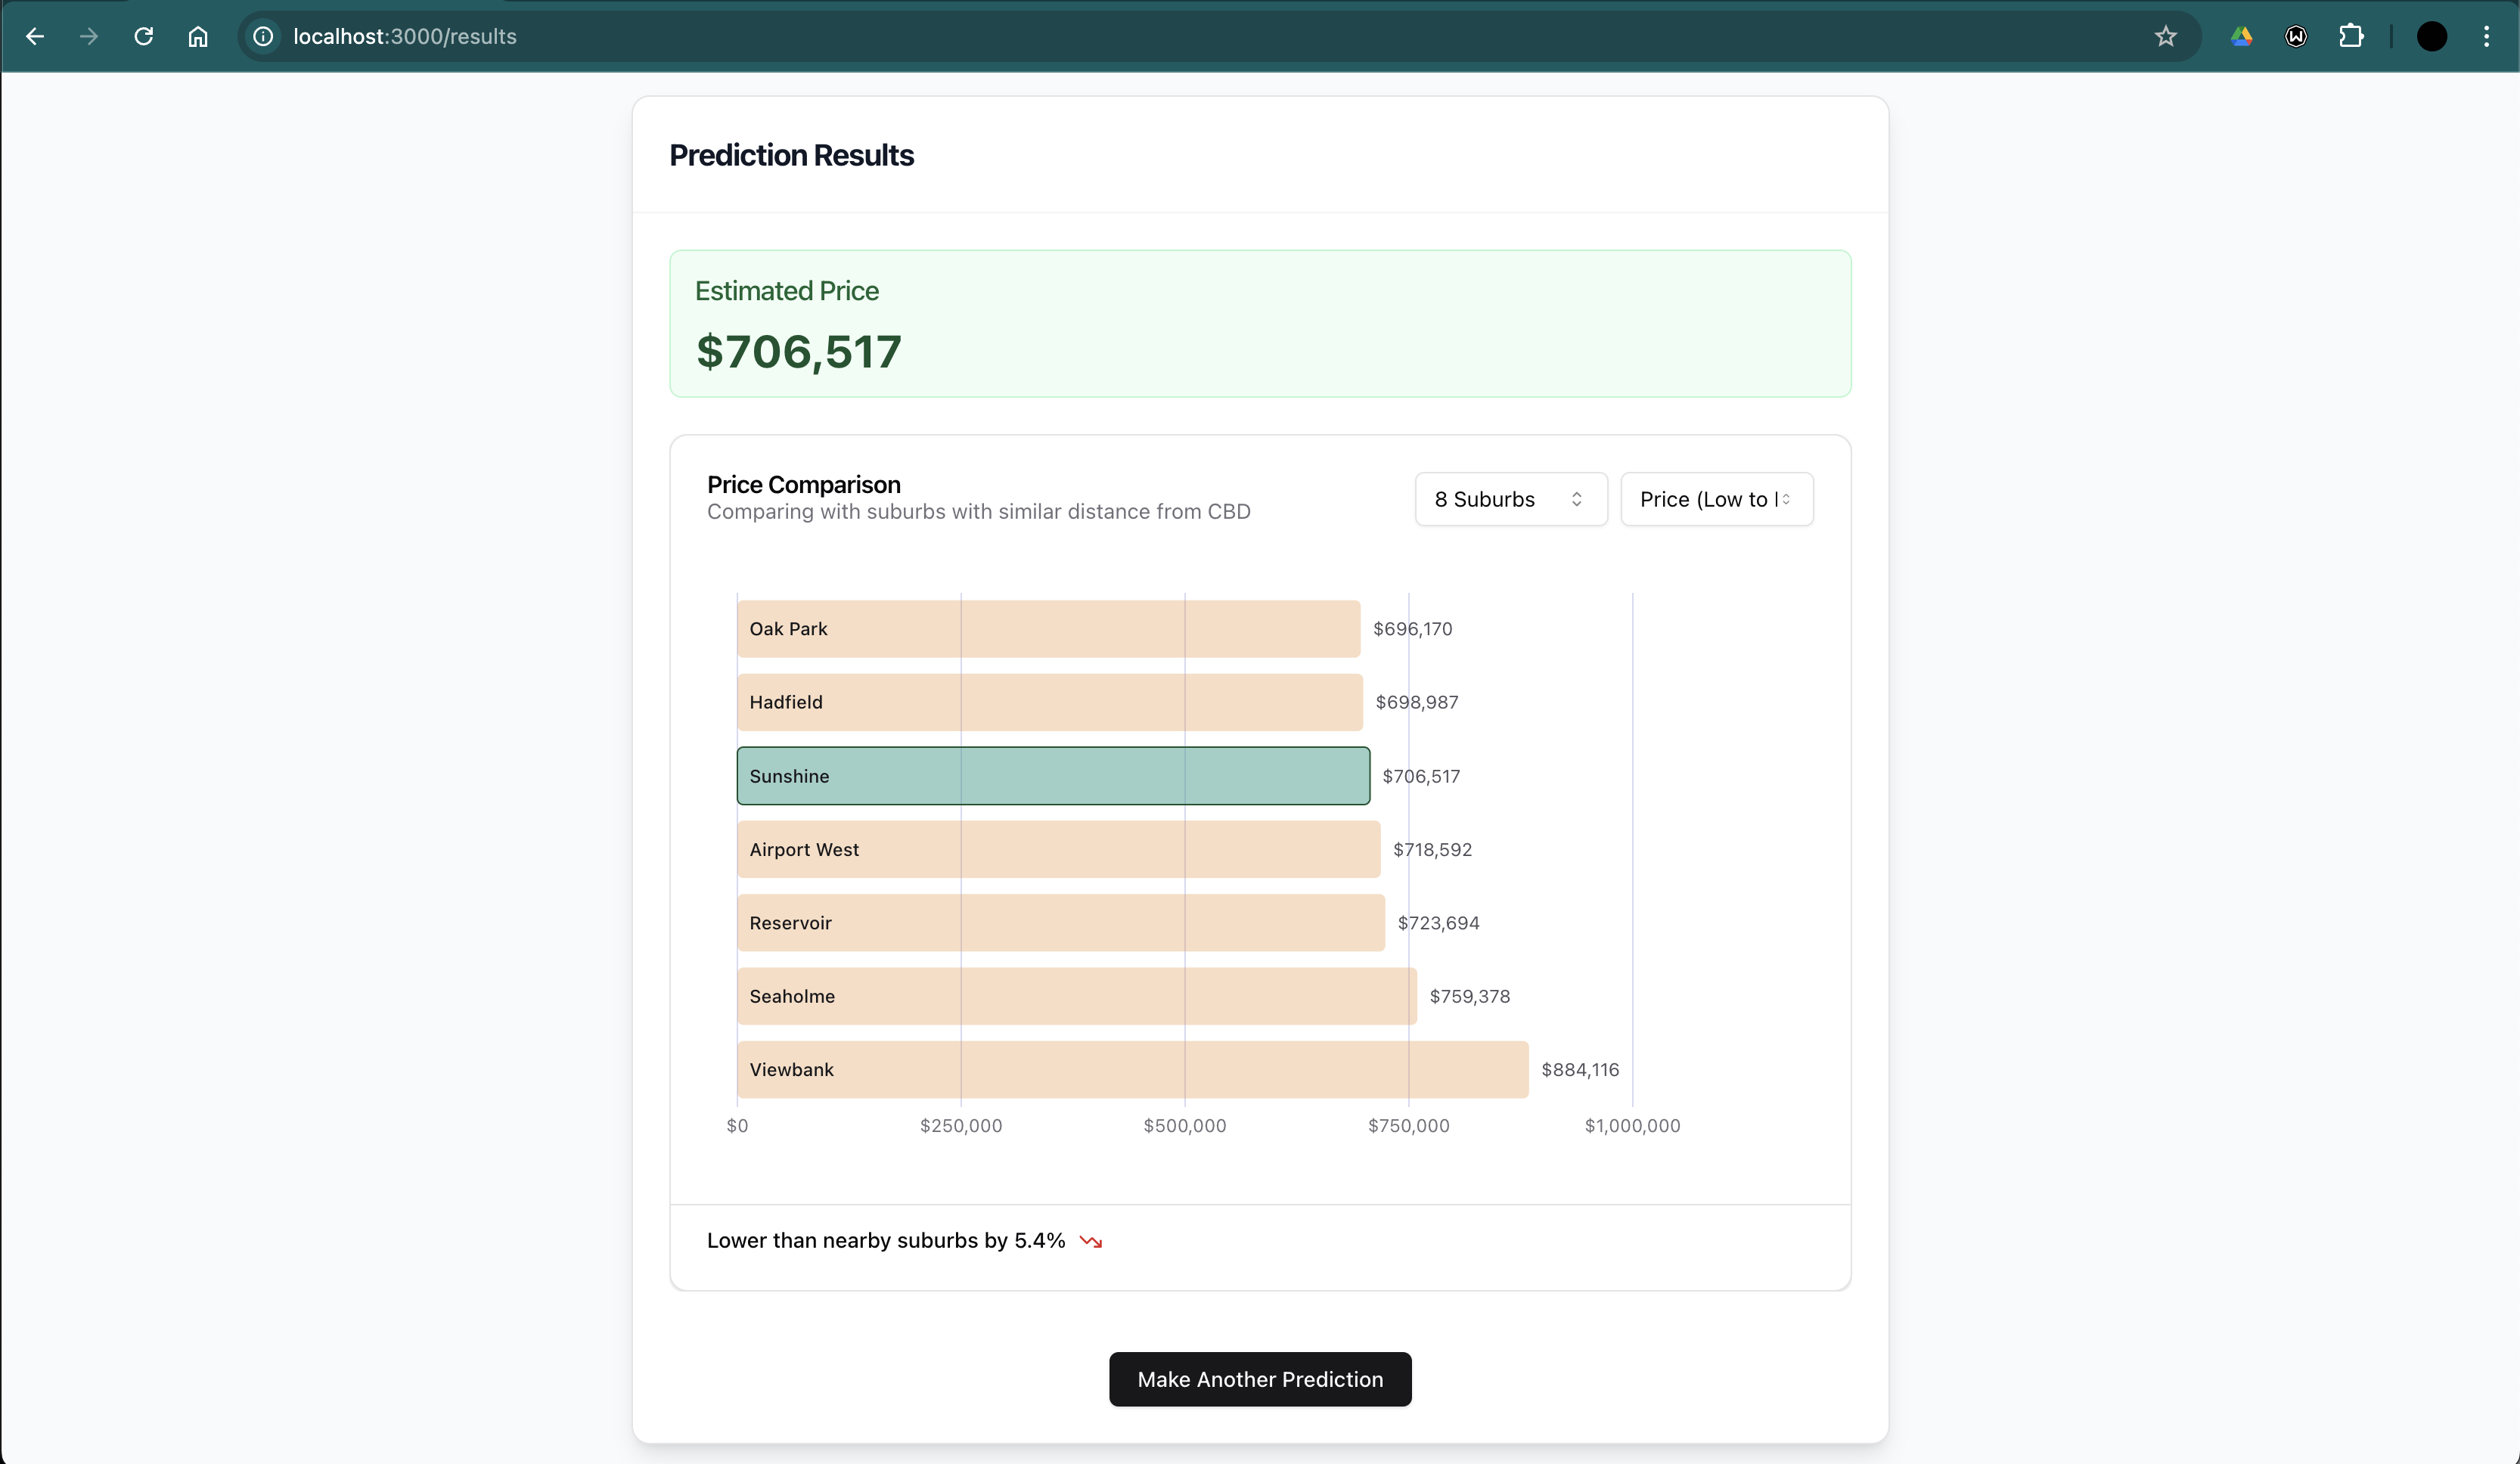 localhost:3000/results
Prediction Results
Estimated Price
$706,517
Price Comparison
Comparing with suburbs with similar distance from CBD
8 Suburbs
Price (Low to
Oak Park
$696,170
Hadfield
$698,987
Sunshine
$706,517
Airport West
$718,592
Reservoir
$723,694
Seaholme
$759,378
Viewbank
$884,116
$0 $250,000 $500,000 $750,000 $1,000,000
Lower than nearby suburbs by 5.4%
Make Another Prediction